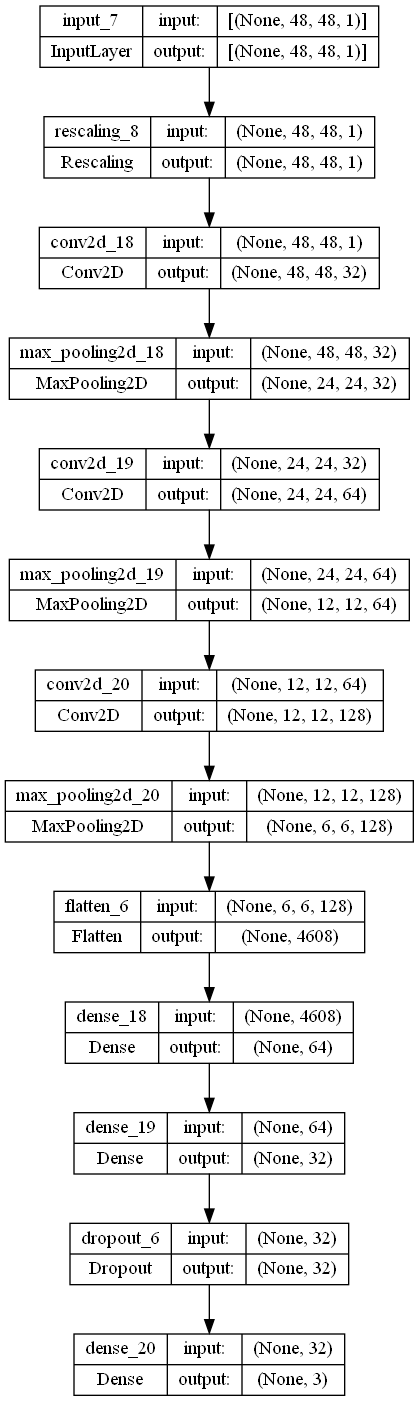 input_7 input: [(None, 48, 48, 1)]
InputLayer output: [(None, 48, 48, 1)]
rescaling_8 input: (None, 48, 48, 1)
Rescaling output: (None, 48, 48, 1)
conv2d_18 input: (None, 48, 48, 1)
Conv2D output: (None, 48, 48, 32)
max_pooling2d_18 input: (None, 48, 48, 32)
MaxPooling2D output: (None, 24, 24, 32)
conv2d_19 input: (None, 24, 24, 32)
Conv2D output: (None, 24, 24, 64)
max_pooling2d_19 input: (None, 24, 24, 64)
MaxPooling2D output: (None, 12, 12, 64)
conv2d_20 input: (None, 12, 12, 64)
Conv2D output: (None, 12, 12, 128)
max_pooling2d_20 input: (None, 12, 12, 128)
MaxPooling2D output: (None, 6, 6, 128)
flatten_6 input: (None, 6, 6, 128)
Flatten output: (None, 4608)
dense_18 input: (None, 4608)
Dense output: (None, 64)
dense_19 input: (None, 64)
Dense output: (None, 32)
dropout_6 input: (None, 32)
Dropout output: (None, 32)
dense_20 input: (None, 32)
Dense output: (None, 3)